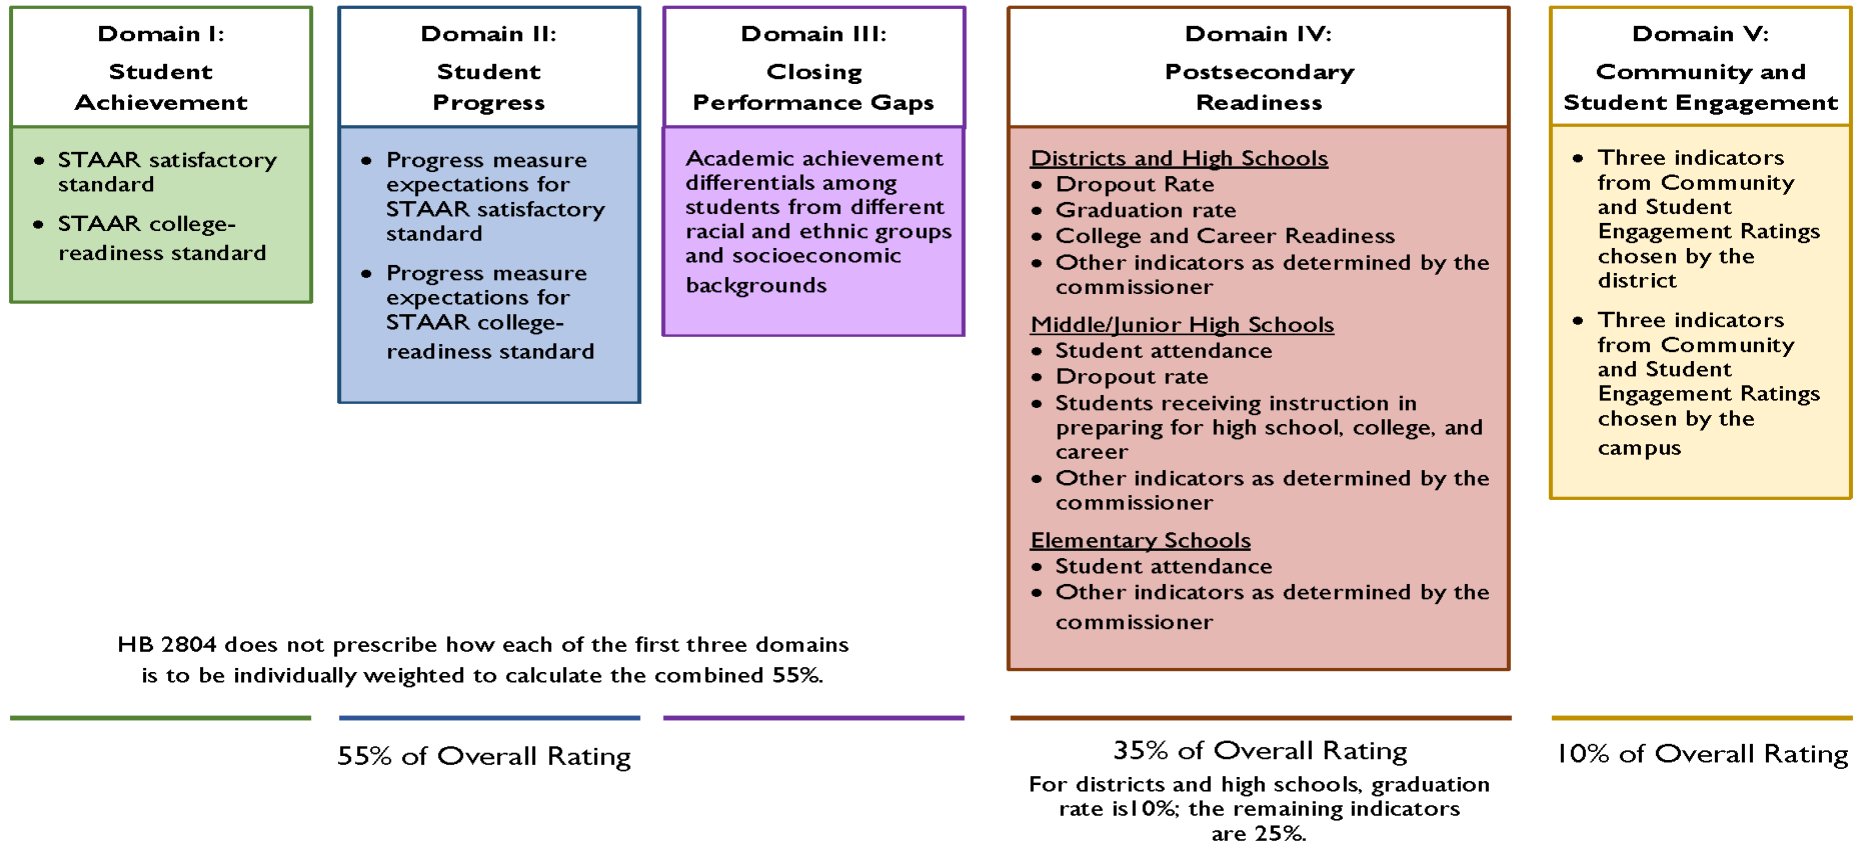 Domain I:
Student
Achievement
• STAAR satisfactory
standard
• STAAR college-
readiness standard
Domain II:
Student
Progress
• Progress measure
expectations for
STAAR satisfactory
standard
• Progress measure
expectations for
STAAR college-
readiness standard
Domain III:
Closing
Performance Gaps
Academic achievement
differentials among
students from different
racial and ethnic groups
and socioeconomic
backgrounds
Domain IV:
Postsecondary
Readiness
Districts and High Schools
• Dropout Rate
• Graduation rate
• College and Career Readiness
• Other indicators as determined by the
commissioner
Middle/Junior High Schools
• Student attendance
• Dropout rate
• Students receiving instruction in
preparing for high school, college, and
career
• Other indicators as determined by the
commissioner
Elementary Schools
• Student attendance
• Other indicators as determined by the
commissioner
Domain V:
Community and
Student Engagement
• Three indicators
from Community
and Student
Engagement Ratings
chosen by the
district
• Three indicators
from Community
and Student
Engagement Ratings
chosen by the
campus
HB 2804 does not prescribe how each of the first three domains
is to be individually weighted to calculate the combined 55%.
55% of Overall Rating
35% of Overall Rating
For districts and high schools, graduation
rate is10%; the remaining indicators
are 25%.
10% of Overall Rating